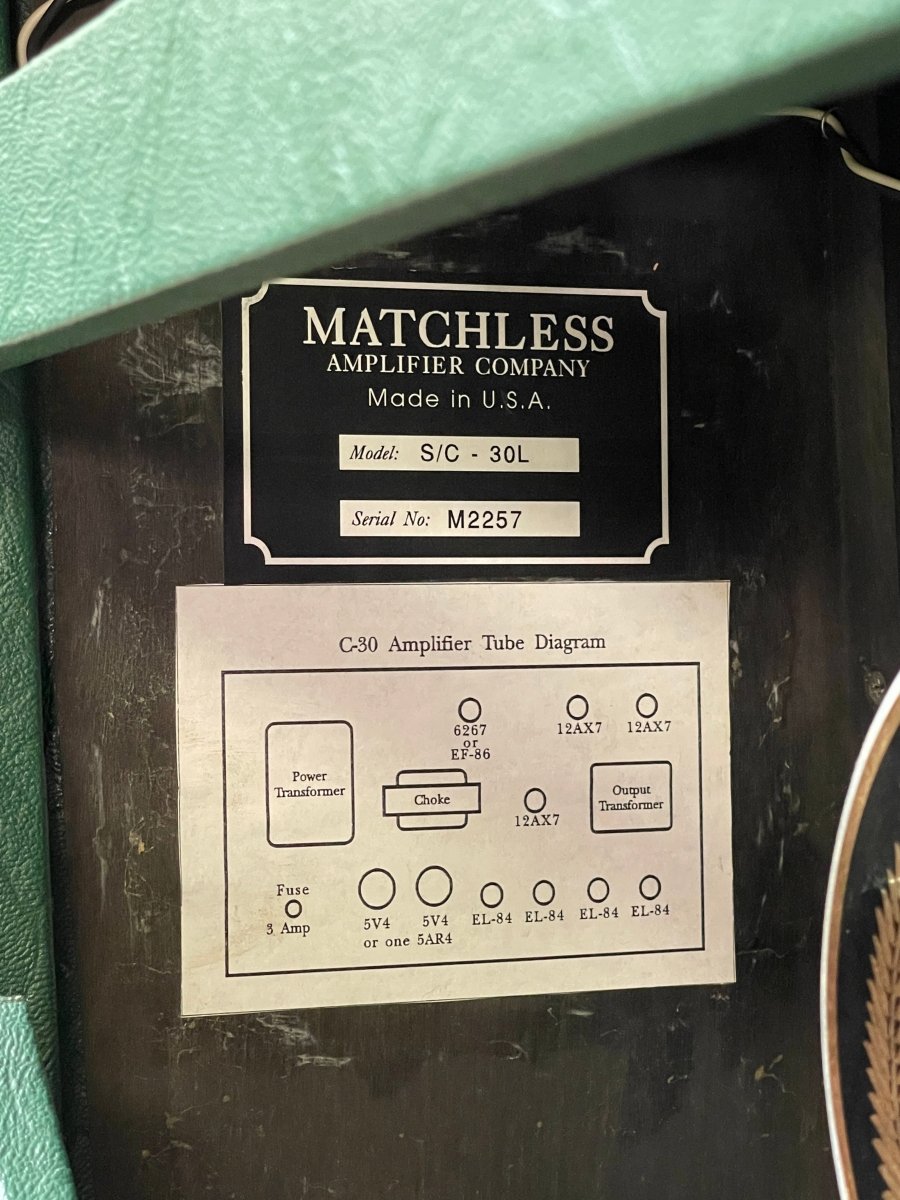 MATCHLESS
AMPLIFIER COMPANY
Made in U.S.A.
Model: S/C - 30L
Serial No: M2257
C-30 Amplifier Tube Diagram
6267
or
EF-86
12AX7
12AX7
Power
Transformer
Choke
12AX7
Output
Transformer
Fuse
3 Amp
5V4
5V4
or one 5AR4
EL-84
EL-84
EL-84
EL-84